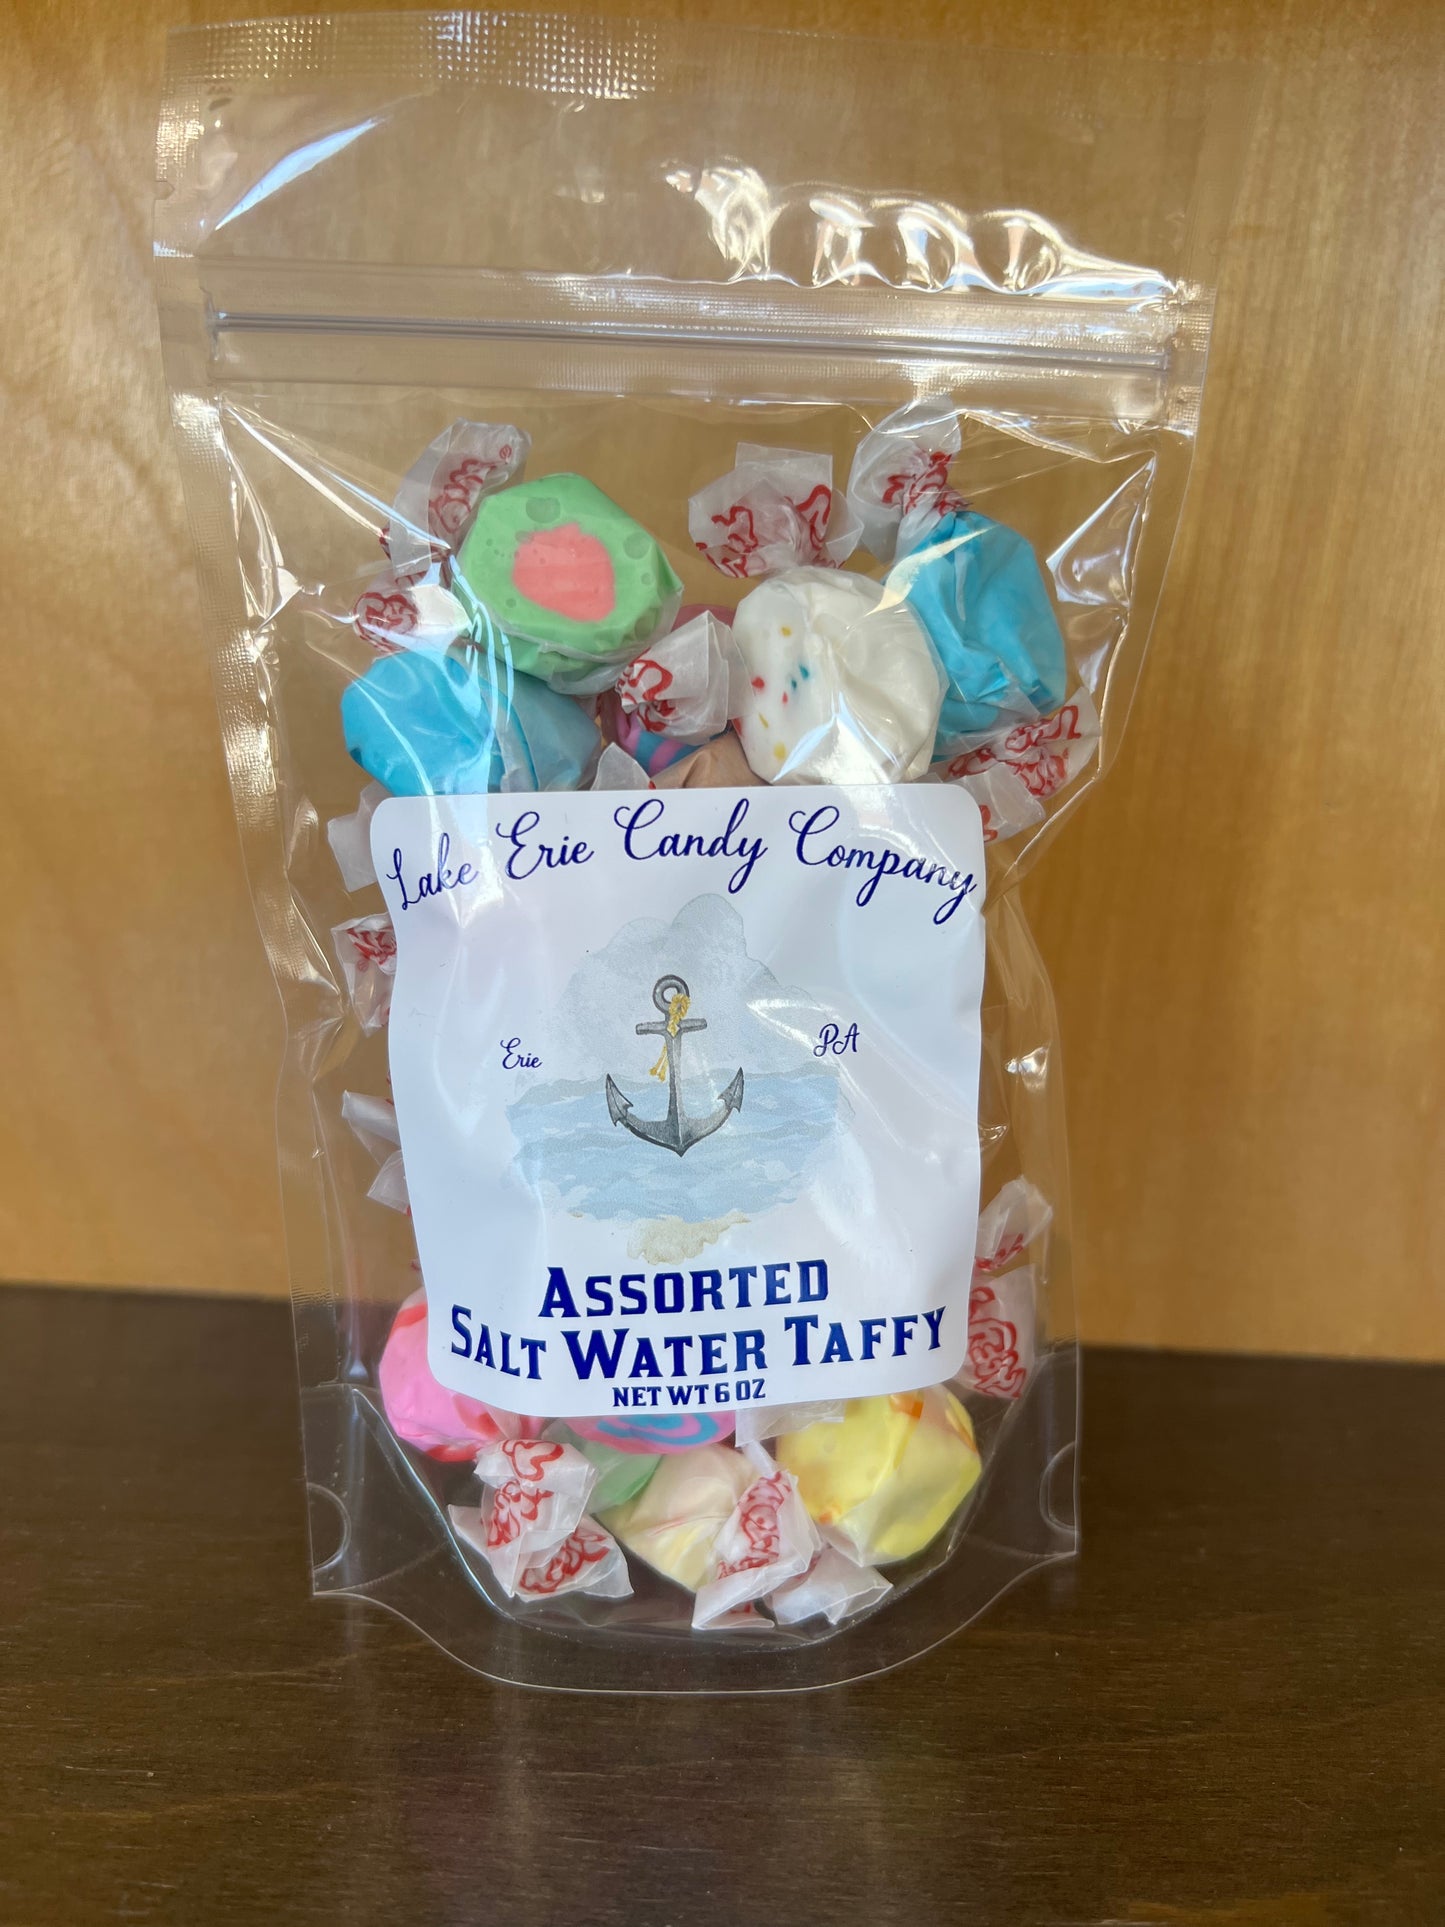 Lake Erie Candy Company
Erie PA
ASSORTED
SALT WATER TAFFY
NET WT 6 OZ